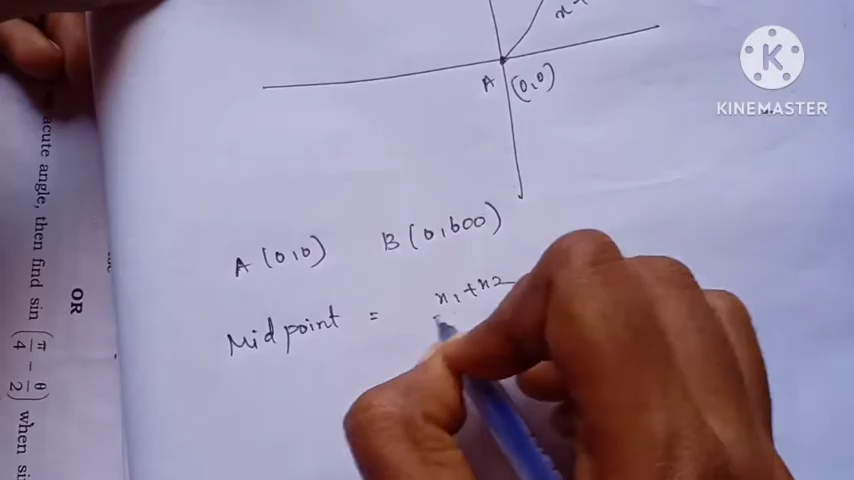 KINEMASTER
A (0,0)
A (0,0) B (0,600)
Midpoint = x1+x2
acute angle, then find sin (π/4 − θ/2) when
OR